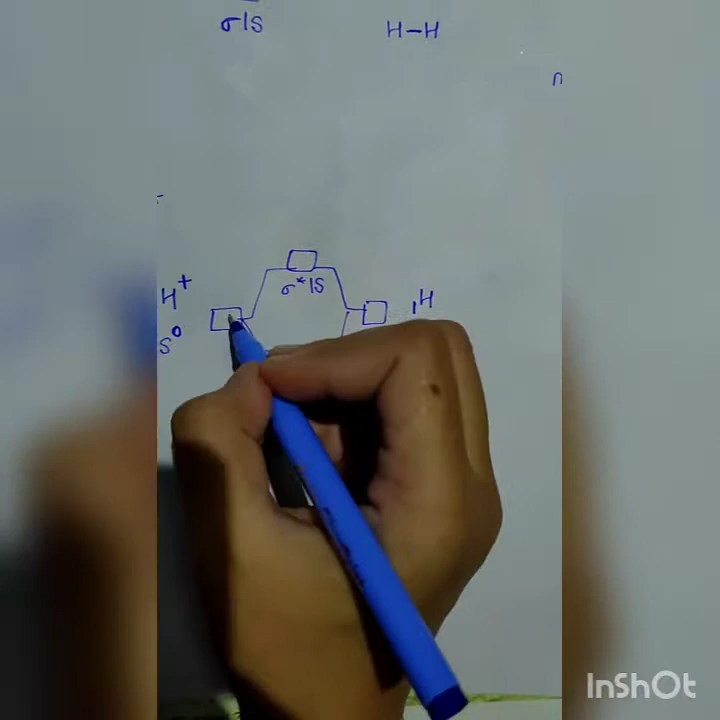 σ1S H–H
n
H⁺ σ*1S ₁H
S⁰
InShOt